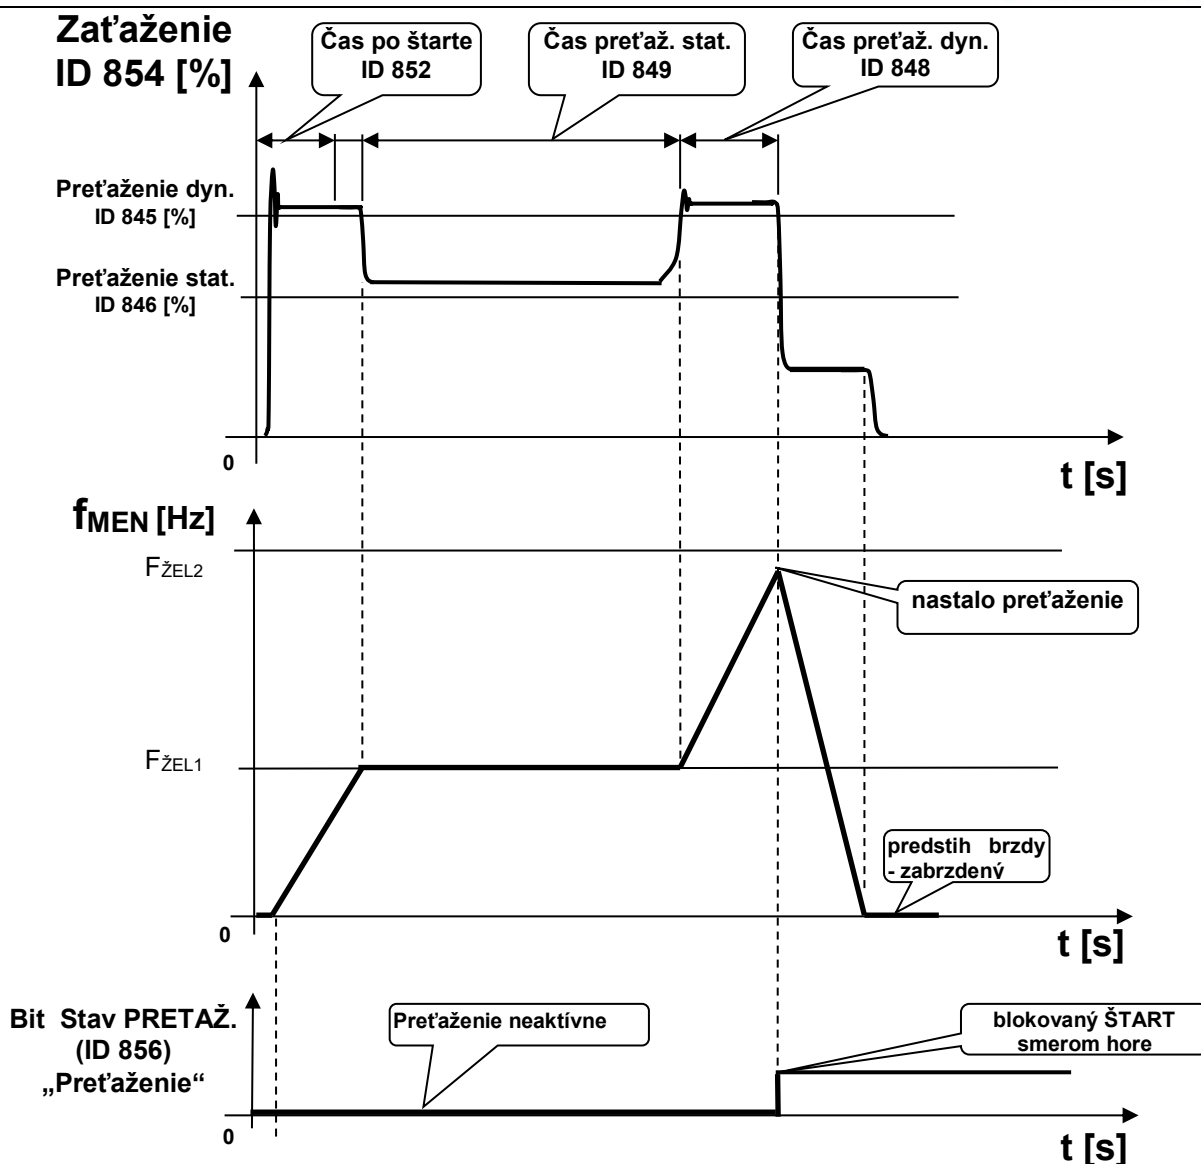 Zaťaženie
ID 854 [%]
Čas po štarte
ID 852
Čas preťaž. stat.
ID 849
Čas preťaž. dyn.
ID 848
Preťaženie dyn.
ID 845 [%]
Preťaženie stat.
ID 846 [%]
0
t [s]
fMEN [Hz]
FŽEL2
nastalo preťaženie
FŽEL1
predstih brzdy
- zabrzdený
0
t [s]
Bit Stav PRETAŽ.
(ID 856)
„Preťaženie“
Preťaženie neaktívne
blokovaný ŠTART
smerom hore
0
t [s]